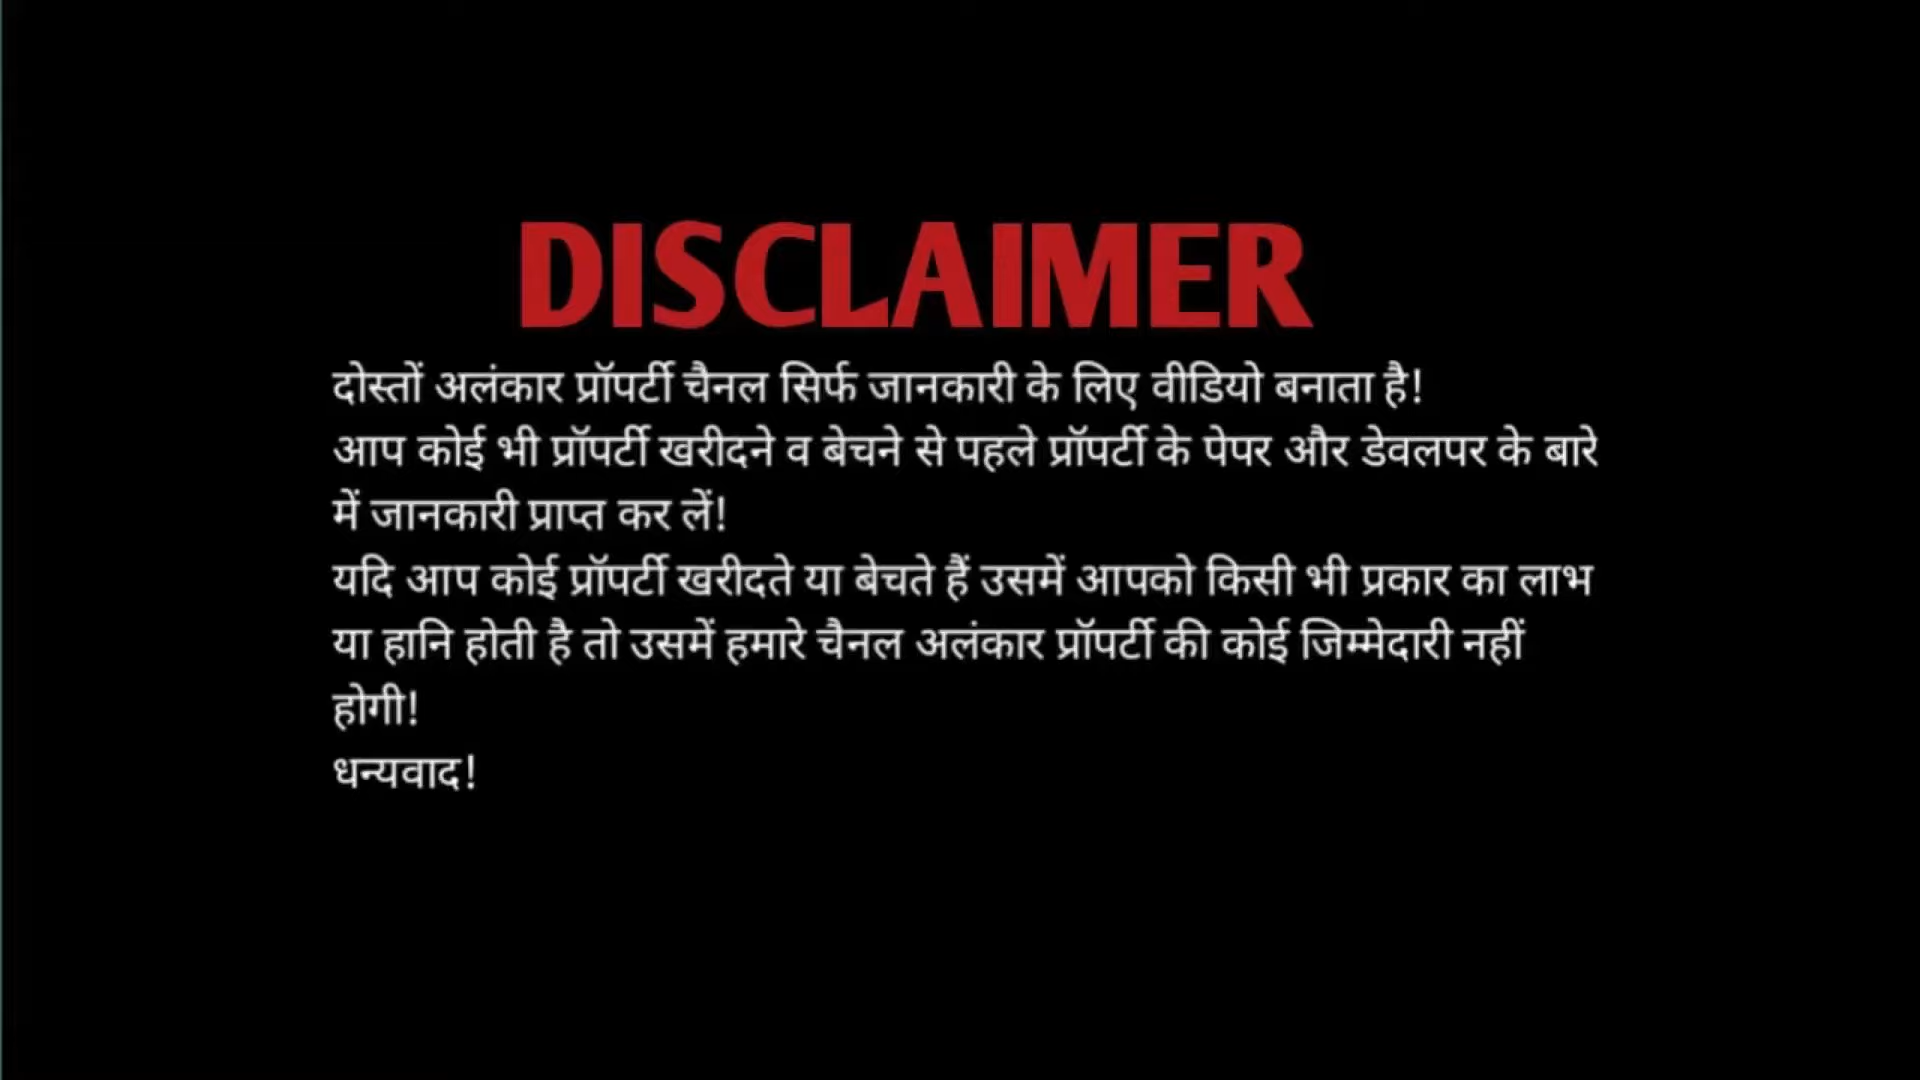 DISCLAIMER
दोस्तों अलंकार प्रॉपर्टी चैनल सिर्फ जानकारी के लिए वीडियो बनाता है!
आप कोई भी प्रॉपर्टी खरीदने व बेचने से पहले प्रॉपर्टी के पेपर और डेवलपर के बारे
में जानकारी प्राप्त कर लें!
यदि आप कोई प्रॉपर्टी खरीदते या बेचते हैं उसमें आपको किसी भी प्रकार का लाभ
या हानि होती है तो उसमें हमारे चैनल अलंकार प्रॉपर्टी की कोई जिम्मेदारी नहीं
होगी!
धन्यवाद!